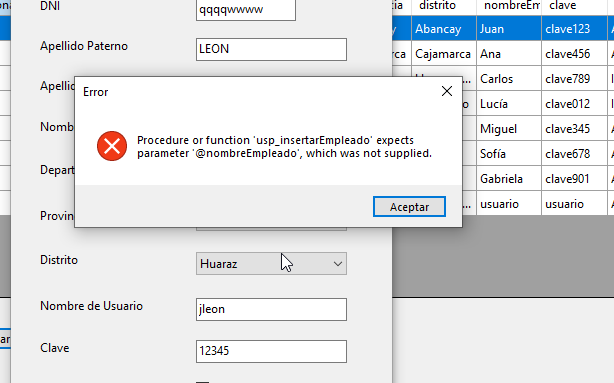 DNI
qqqqwwww
distrito
nombreEm
clave
Apellido Paterno
LEON
Abancay
Juan
clave123
Cajamarca
Ana
clave456
Apellid
Error
Carlos
clave789
Nomb
Procedure or function 'usp_insertarEmpleado' expects
parameter '@nombreEmpleado', which was not supplied.
Lucía
clave012
Miguel
clave345
Depart
Sofía
clave678
Aceptar
Gabriela
clave901
Provin
usuario
usuario
Distrito
Huaraz
Nombre de Usuario
jleon
Clave
12345